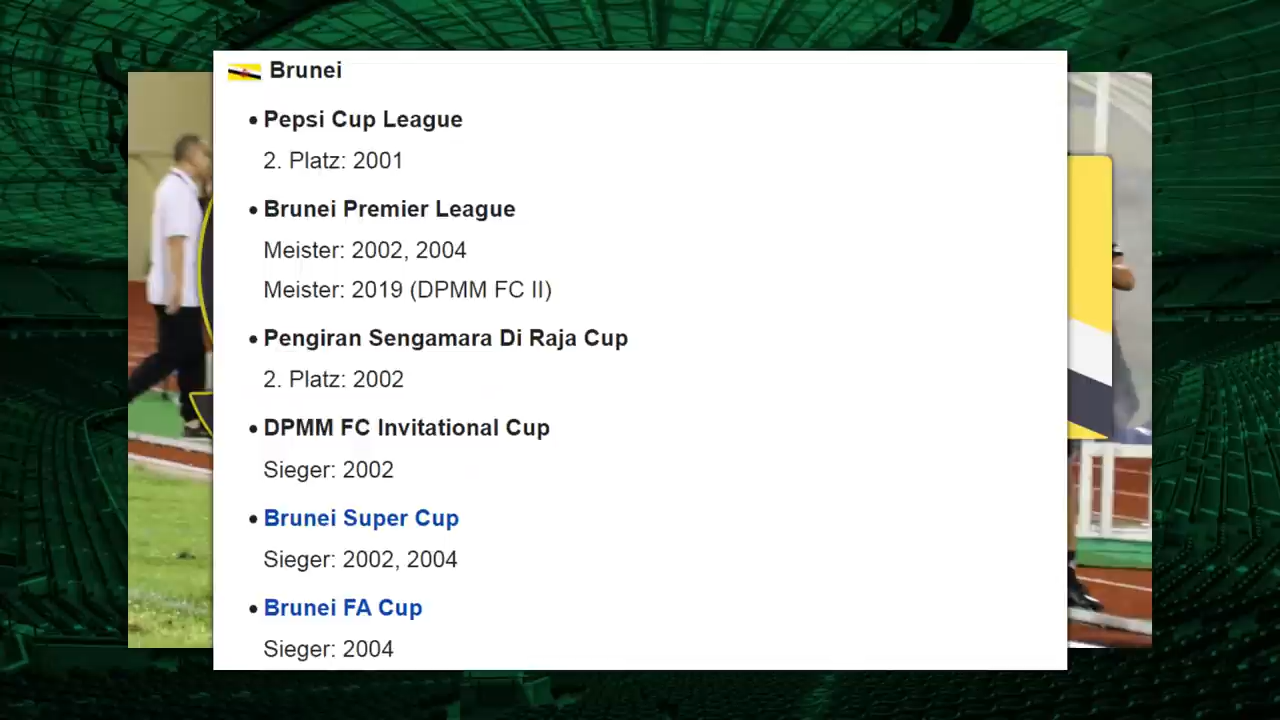 Brunei
Pepsi Cup League
2. Platz: 2001
Brunei Premier League
Meister: 2002, 2004
Meister: 2019 (DPMM FC II)
Pengiran Sengamara Di Raja Cup
2. Platz: 2002
DPMM FC Invitational Cup
Sieger: 2002
Brunei Super Cup
Sieger: 2002, 2004
Brunei FA Cup
Sieger: 2004